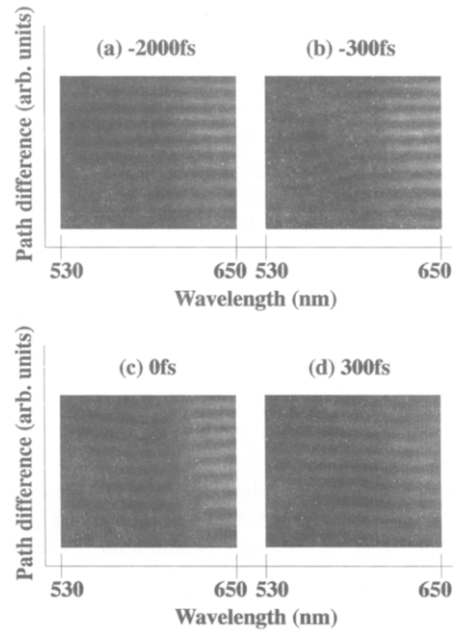 Path difference (arb. units)
(a) -2000fs
(b) -300fs
530
650
530
650
Wavelength (nm)
Path difference (arb. units)
(c) 0fs
(d) 300fs
530
650
530
650
Wavelength (nm)